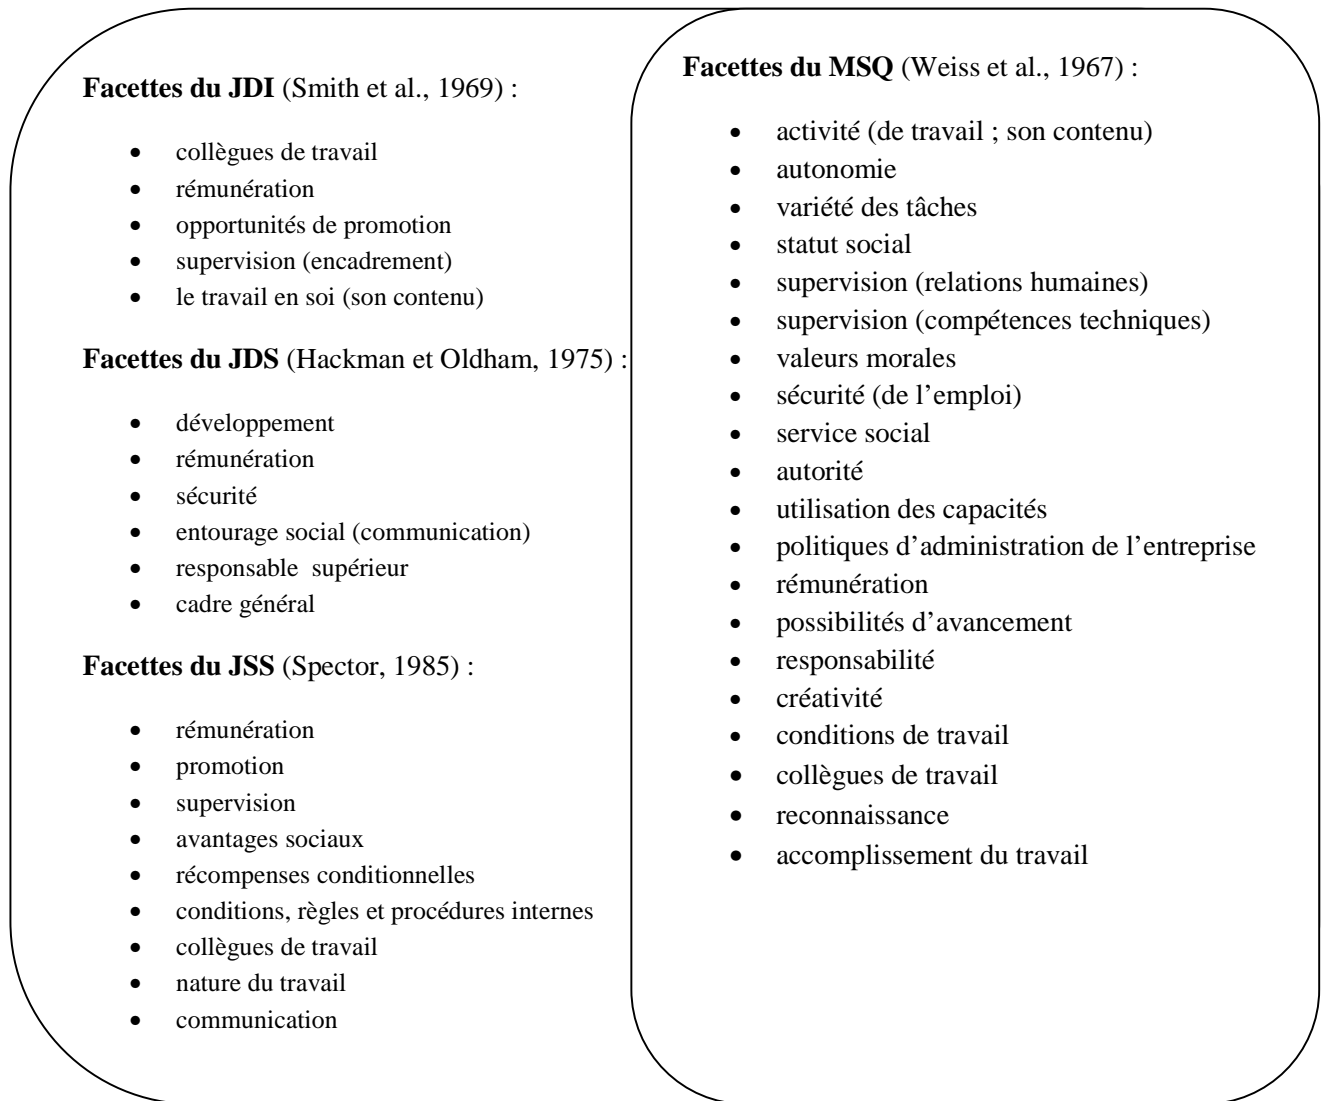 Facettes du JDI (Smith et al., 1969) :
• collègues de travail
• rémunération
• opportunités de promotion
• supervision (encadrement)
• le travail en soi (son contenu)
Facettes du JDS (Hackman et Oldham, 1975) :
• développement
• rémunération
• sécurité
• entourage social (communication)
• responsable supérieur
• cadre général
Facettes du JSS (Spector, 1985) :
• rémunération
• promotion
• supervision
• avantages sociaux
• récompenses conditionnelles
• conditions, règles et procédures internes
• collègues de travail
• nature du travail
• communication
Facettes du MSQ (Weiss et al., 1967) :
• activité (de travail ; son contenu)
• autonomie
• variété des tâches
• statut social
• supervision (relations humaines)
• supervision (compétences techniques)
• valeurs morales
• sécurité (de l’emploi)
• service social
• autorité
• utilisation des capacités
• politiques d’administration de l’entreprise
• rémunération
• possibilités d’avancement
• responsabilité
• créativité
• conditions de travail
• collègues de travail
• reconnaissance
• accomplissement du travail